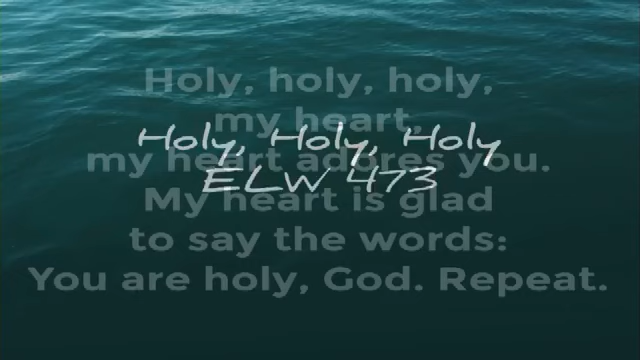 Holy, holy, holy,
my heart,
Holy, Holy, Holy
my heart adores you.
ELW 473
My heart is glad
to say the words:
You are holy, God. Repeat.